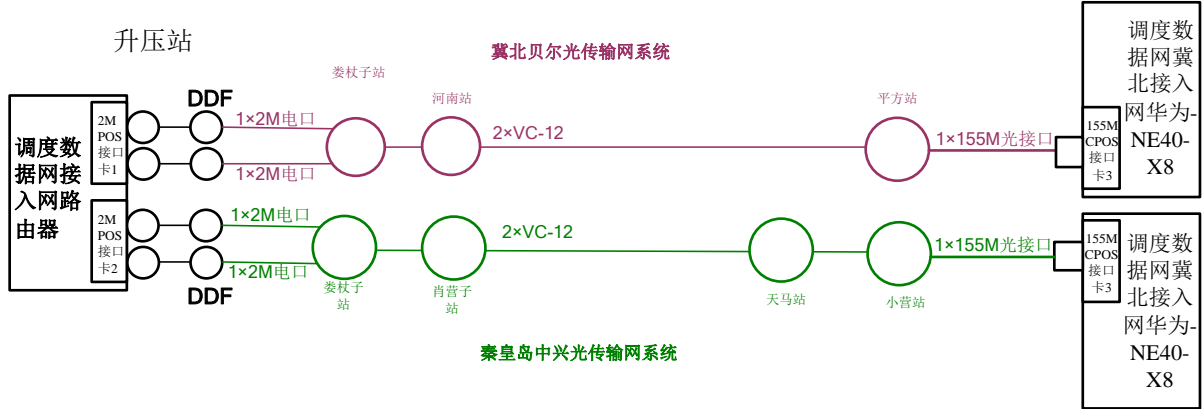 升压站
冀北贝尔光传输网系统
娄杖子站
河南站
平方站
DDF
1×2M电口
1×2M电口
2×VC-12
1×155M光接口
调度数
据网接
入网路
由器
2M
POS
接口
卡1
2M
POS
接口
卡2
155M
CPOS
接口
卡3
调度数
据网冀
北接入
网华为-
NE40-
X8
1×2M电口
1×2M电口
DDF
2×VC-12
1×155M光接口
娄杖子
站
肖营子
站
天马站
小营站
秦皇岛中兴光传输网系统
155M
CPOS
接口
卡3
调度数
据网冀
北接入
网华为-
NE40-
X8